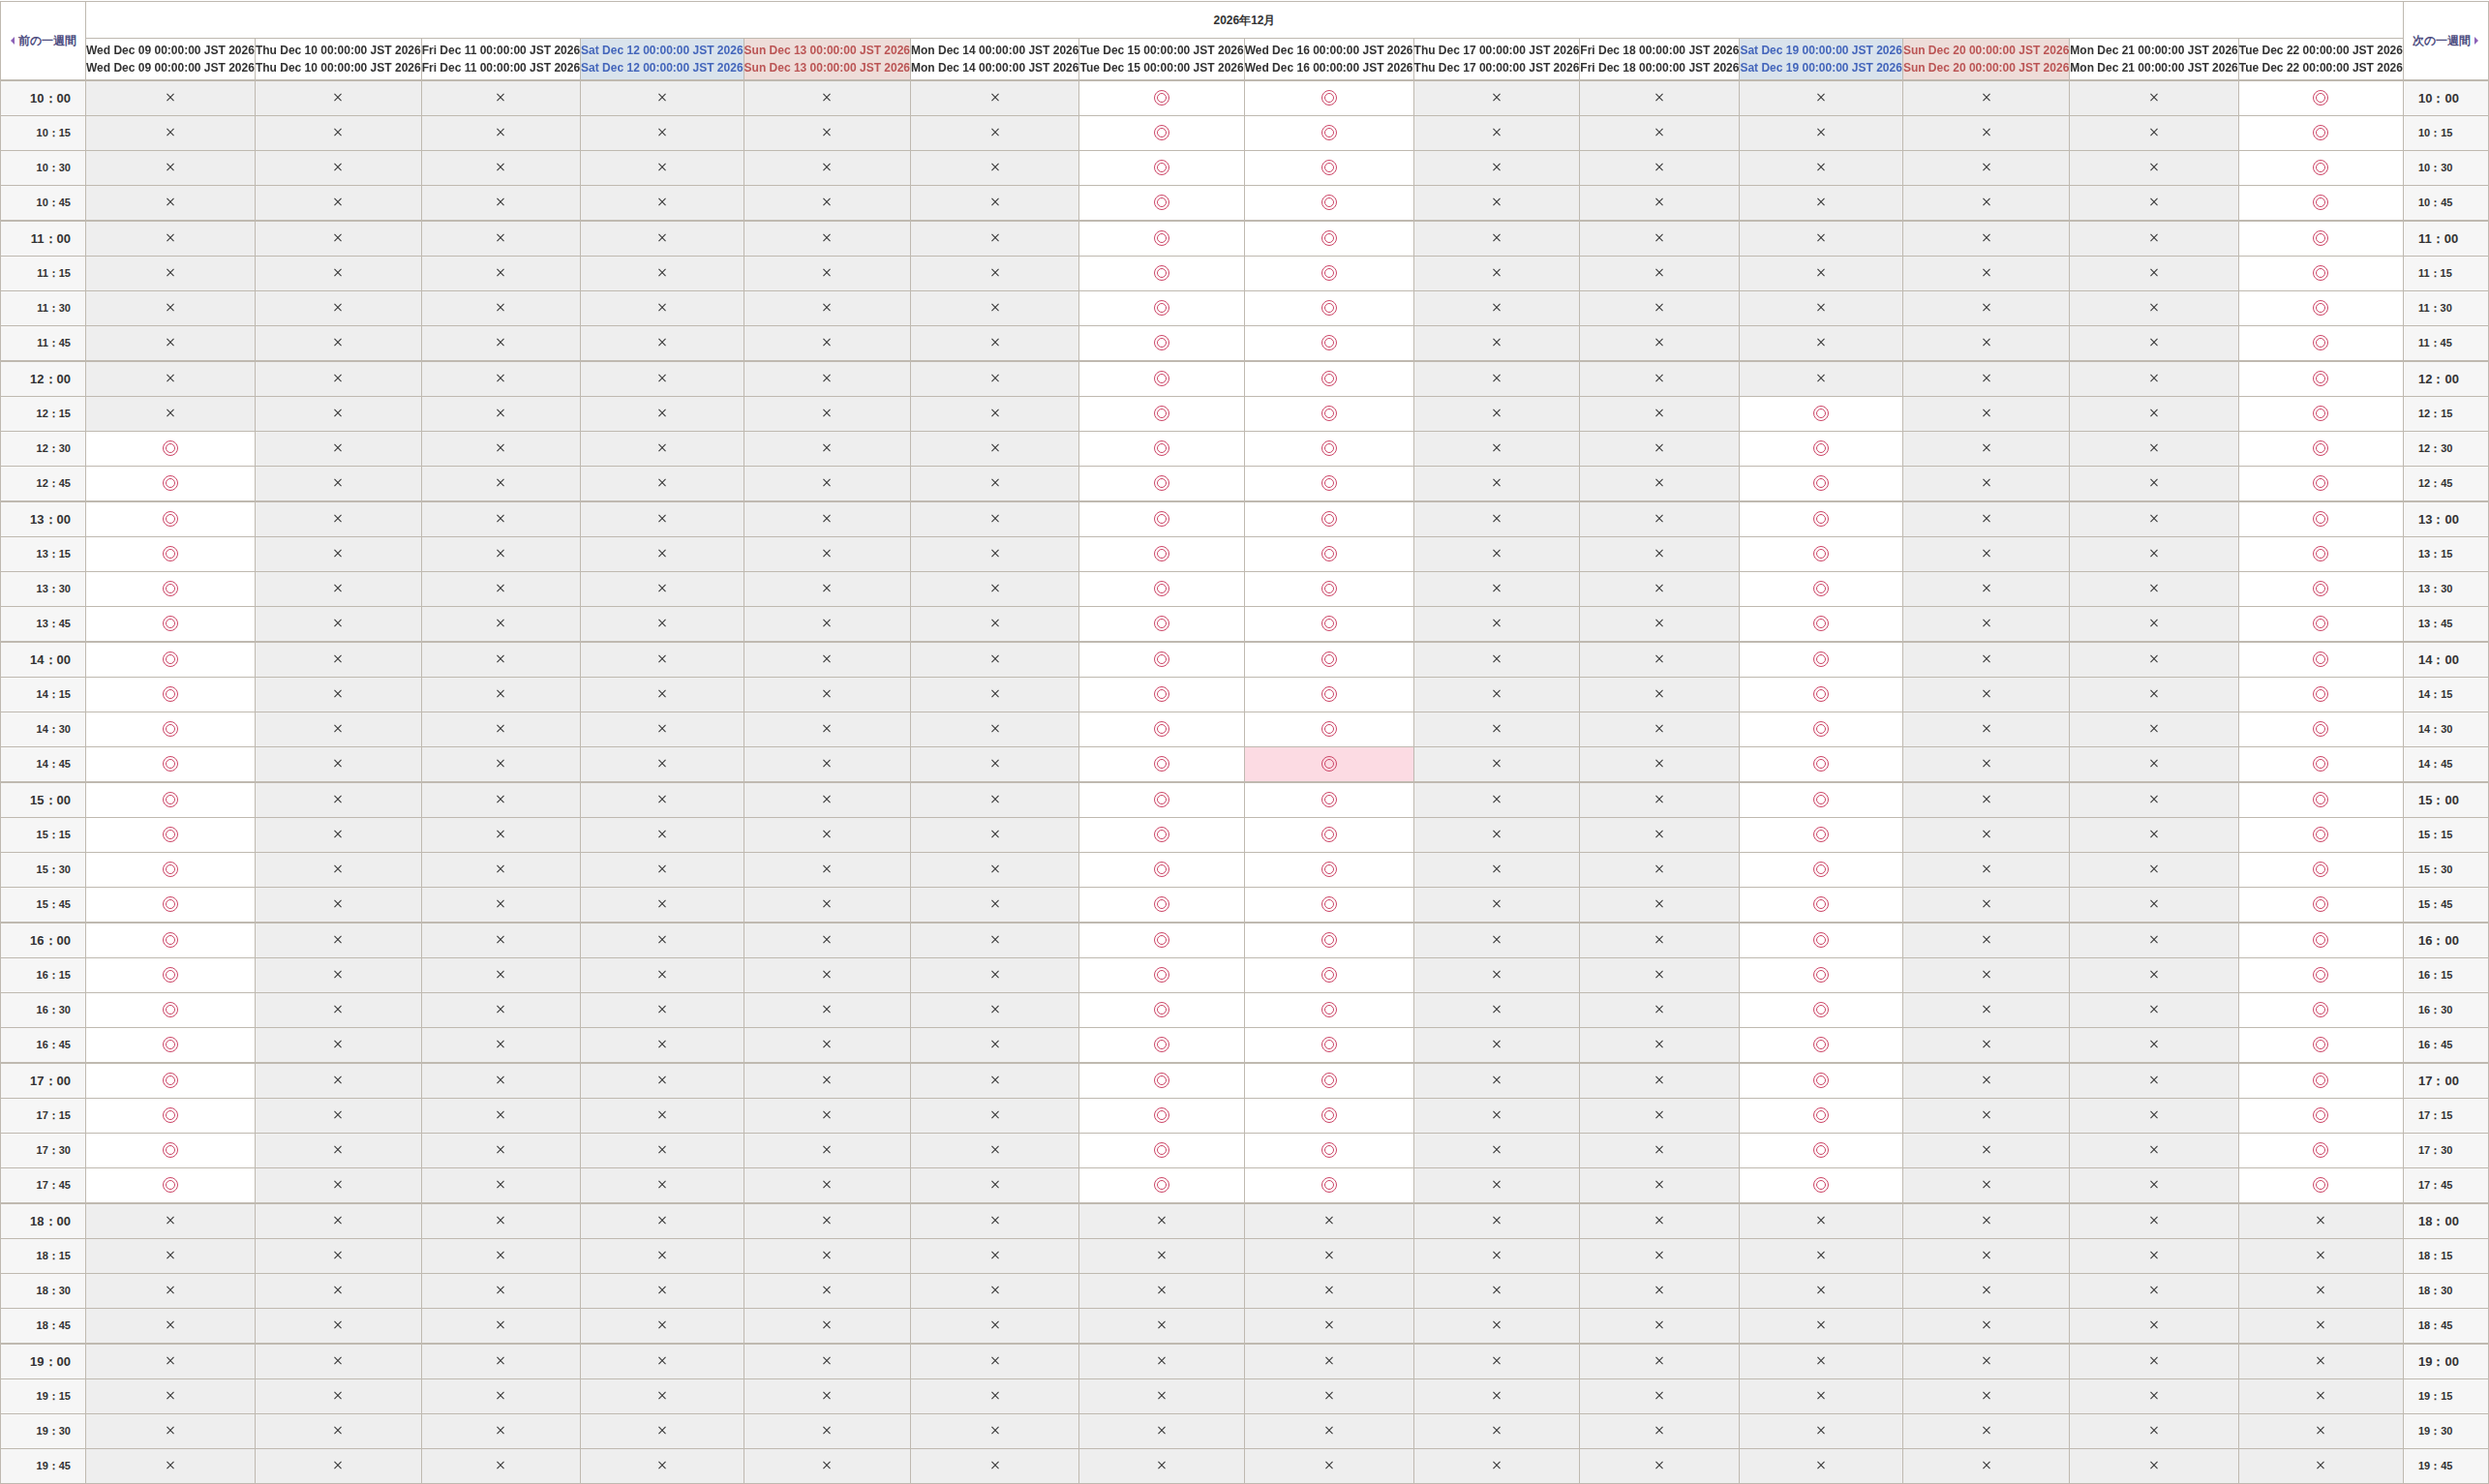 2026年12月
前の一週間 次の一週間
Wed Dec 09 00:00:00 JST 2026 Thu Dec 10 00:00:00 JST 2026 Fri Dec 11 00:00:00 JST 2026 Sat Dec 12 00:00:00 JST 2026 Sun Dec 13 00:00:00 JST 2026 Mon Dec 14 00:00:00 JST 2026 Tue Dec 15 00:00:00 JST 2026 Wed Dec 16 00:00:00 JST 2026 Thu Dec 17 00:00:00 JST 2026 Fri Dec 18 00:00:00 JST 2026 Sat Dec 19 00:00:00 JST 2026 Sun Dec 20 00:00:00 JST 2026 Mon Dec 21 00:00:00 JST 2026 Tue Dec 22 00:00:00 JST 2026
Wed Dec 09 00:00:00 JST 2026 Thu Dec 10 00:00:00 JST 2026 Fri Dec 11 00:00:00 JST 2026 Sat Dec 12 00:00:00 JST 2026 Sun Dec 13 00:00:00 JST 2026 Mon Dec 14 00:00:00 JST 2026 Tue Dec 15 00:00:00 JST 2026 Wed Dec 16 00:00:00 JST 2026 Thu Dec 17 00:00:00 JST 2026 Fri Dec 18 00:00:00 JST 2026 Sat Dec 19 00:00:00 JST 2026 Sun Dec 20 00:00:00 JST 2026 Mon Dec 21 00:00:00 JST 2026 Tue Dec 22 00:00:00 JST 2026
10：00 × × × × × × ◎ ◎ × × × × × ◎ 10：00
10：15 × × × × × × ◎ ◎ × × × × × ◎ 10：15
10：30 × × × × × × ◎ ◎ × × × × × ◎ 10：30
10：45 × × × × × × ◎ ◎ × × × × × ◎ 10：45
11：00 × × × × × × ◎ ◎ × × × × × ◎ 11：00
11：15 × × × × × × ◎ ◎ × × × × × ◎ 11：15
11：30 × × × × × × ◎ ◎ × × × × × ◎ 11：30
11：45 × × × × × × ◎ ◎ × × × × × ◎ 11：45
12：00 × × × × × × ◎ ◎ × × × × × ◎ 12：00
12：15 × × × × × × ◎ ◎ × × ◎ × × ◎ 12：15
12：30 ◎ × × × × × ◎ ◎ × × ◎ × × ◎ 12：30
12：45 ◎ × × × × × ◎ ◎ × × ◎ × × ◎ 12：45
13：00 ◎ × × × × × ◎ ◎ × × ◎ × × ◎ 13：00
13：15 ◎ × × × × × ◎ ◎ × × ◎ × × ◎ 13：15
13：30 ◎ × × × × × ◎ ◎ × × ◎ × × ◎ 13：30
13：45 ◎ × × × × × ◎ ◎ × × ◎ × × ◎ 13：45
14：00 ◎ × × × × × ◎ ◎ × × ◎ × × ◎ 14：00
14：15 ◎ × × × × × ◎ ◎ × × ◎ × × ◎ 14：15
14：30 ◎ × × × × × ◎ ◎ × × ◎ × × ◎ 14：30
14：45 ◎ × × × × × ◎ ◎ × × ◎ × × ◎ 14：45
15：00 ◎ × × × × × ◎ ◎ × × ◎ × × ◎ 15：00
15：15 ◎ × × × × × ◎ ◎ × × ◎ × × ◎ 15：15
15：30 ◎ × × × × × ◎ ◎ × × ◎ × × ◎ 15：30
15：45 ◎ × × × × × ◎ ◎ × × ◎ × × ◎ 15：45
16：00 ◎ × × × × × ◎ ◎ × × ◎ × × ◎ 16：00
16：15 ◎ × × × × × ◎ ◎ × × ◎ × × ◎ 16：15
16：30 ◎ × × × × × ◎ ◎ × × ◎ × × ◎ 16：30
16：45 ◎ × × × × × ◎ ◎ × × ◎ × × ◎ 16：45
17：00 ◎ × × × × × ◎ ◎ × × ◎ × × ◎ 17：00
17：15 ◎ × × × × × ◎ ◎ × × ◎ × × ◎ 17：15
17：30 ◎ × × × × × ◎ ◎ × × ◎ × × ◎ 17：30
17：45 ◎ × × × × × ◎ ◎ × × ◎ × × ◎ 17：45
18：00 × × × × × × × × × × × × × × 18：00
18：15 × × × × × × × × × × × × × × 18：15
18：30 × × × × × × × × × × × × × × 18：30
18：45 × × × × × × × × × × × × × × 18：45
19：00 × × × × × × × × × × × × × × 19：00
19：15 × × × × × × × × × × × × × × 19：15
19：30 × × × × × × × × × × × × × × 19：30
19：45 × × × × × × × × × × × × × × 19：45